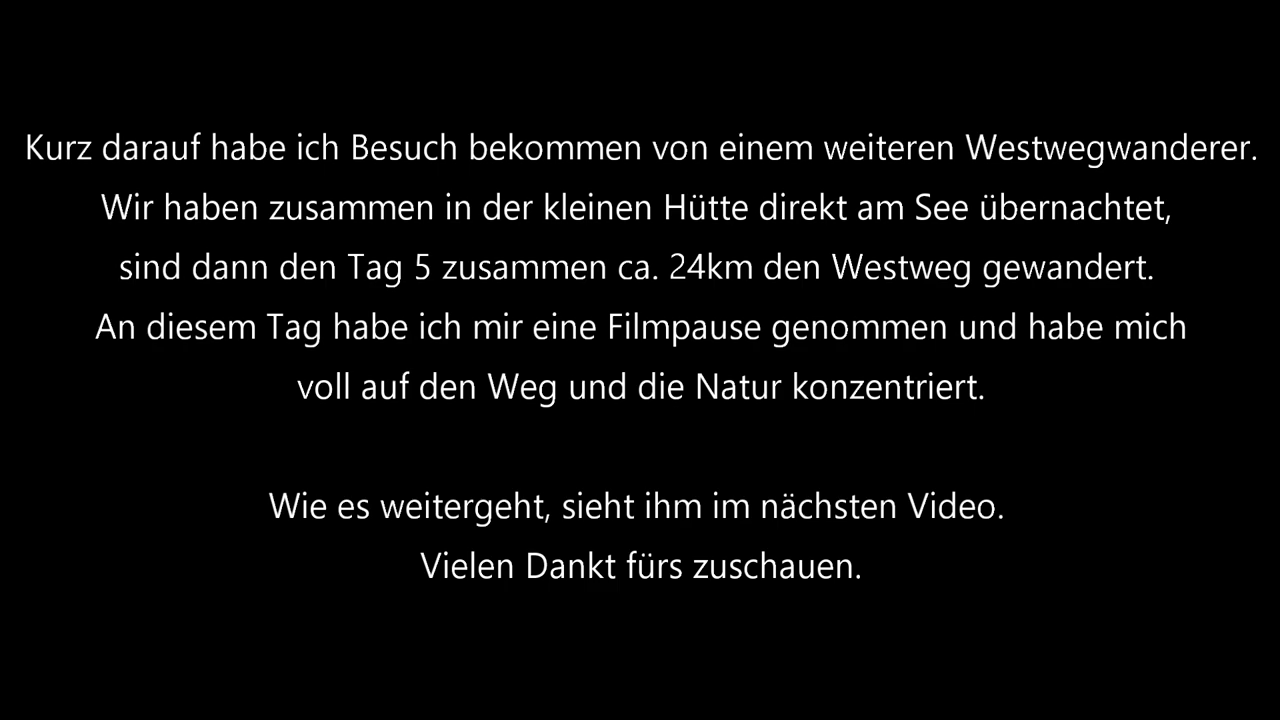 Kurz darauf habe ich Besuch bekommen von einem weiteren Westwegwanderer.
Wir haben zusammen in der kleinen Hütte direkt am See übernachtet,
sind dann den Tag 5 zusammen ca. 24km den Westweg gewandert.
An diesem Tag habe ich mir eine Filmpause genommen und habe mich
voll auf den Weg und die Natur konzentriert.
Wie es weitergeht, sieht ihm im nächsten Video.
Vielen Dankt fürs zuschauen.